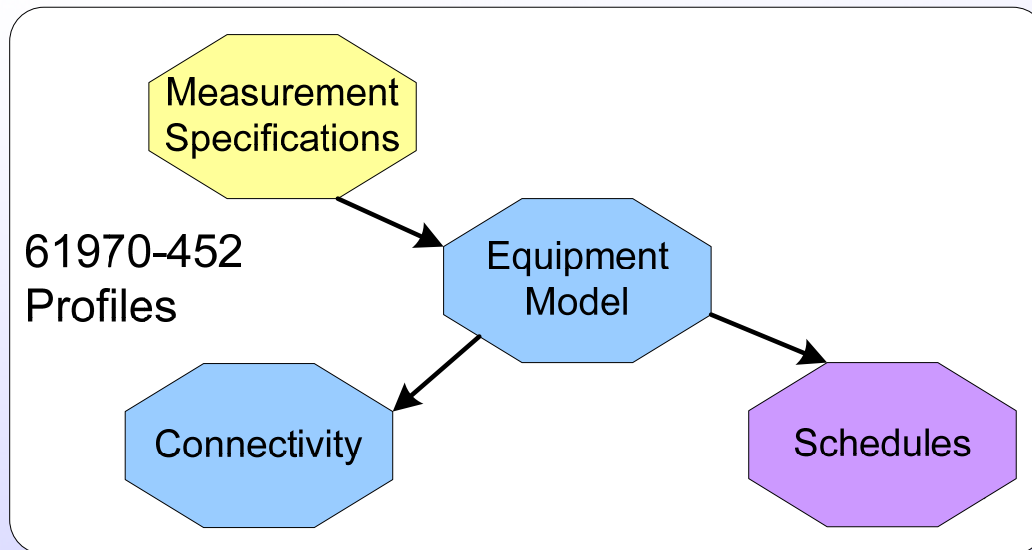 Measurement
Specifications
61970-452
Profiles
Equipment
Model
Connectivity
Schedules